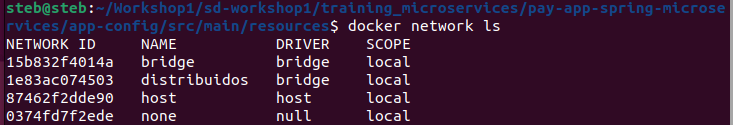 steb@steb:~/Workshop1/sd-workshop1/training_microservices/pay-app-spring-microse
rvices/app-config/src/main/resources$ docker network ls
NETWORK ID     NAME           DRIVER    SCOPE
15b832f4014a   bridge         bridge    local
1e83ac074503   distribuidos   bridge    local
87462f2dde90   host           host      local
0374fd7f2ede   none           null      local